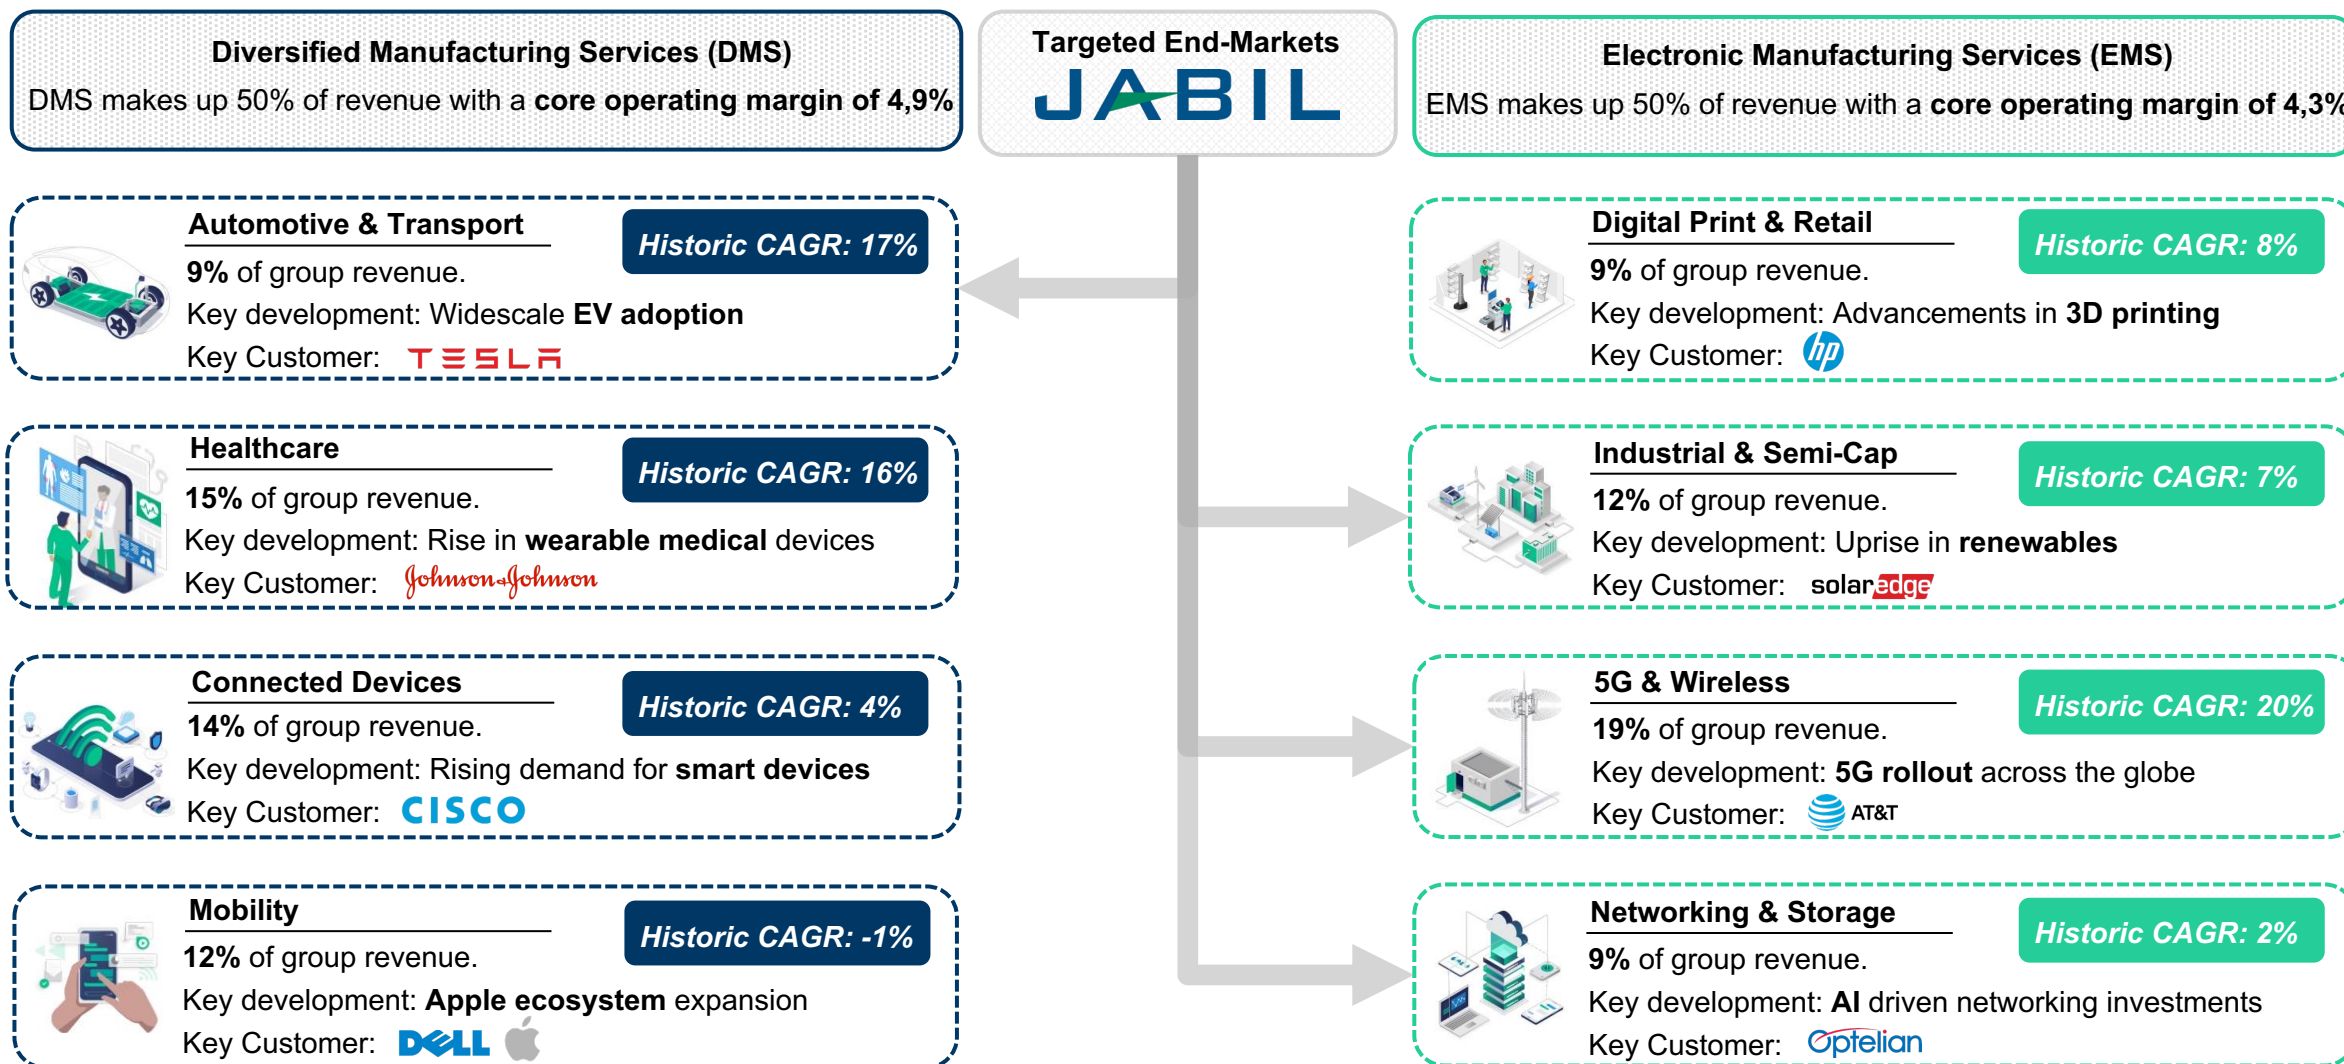 Diversified Manufacturing Services (DMS)
DMS makes up 50% of revenue with a core operating margin of 4,9%
Targeted End-Markets
JABIL
Electronic Manufacturing Services (EMS)
EMS makes up 50% of revenue with a core operating margin of 4,3%
Automotive & Transport
Historic CAGR: 17%
9% of group revenue.
Key development: Widescale EV adoption
Key Customer: TESLA
Healthcare
Historic CAGR: 16%
15% of group revenue.
Key development: Rise in wearable medical devices
Key Customer: Johnson & Johnson
Connected Devices
Historic CAGR: 4%
14% of group revenue.
Key development: Rising demand for smart devices
Key Customer: CISCO
Mobility
Historic CAGR: -1%
12% of group revenue.
Key development: Apple ecosystem expansion
Key Customer: DELL
Digital Print & Retail
Historic CAGR: 8%
9% of group revenue.
Key development: Advancements in 3D printing
Key Customer: hp
Industrial & Semi-Cap
Historic CAGR: 7%
12% of group revenue.
Key development: Uprise in renewables
Key Customer: solaredge
5G & Wireless
Historic CAGR: 20%
19% of group revenue.
Key development: 5G rollout across the globe
Key Customer: AT&T
Networking & Storage
Historic CAGR: 2%
9% of group revenue.
Key development: AI driven networking investments
Key Customer: Optelian